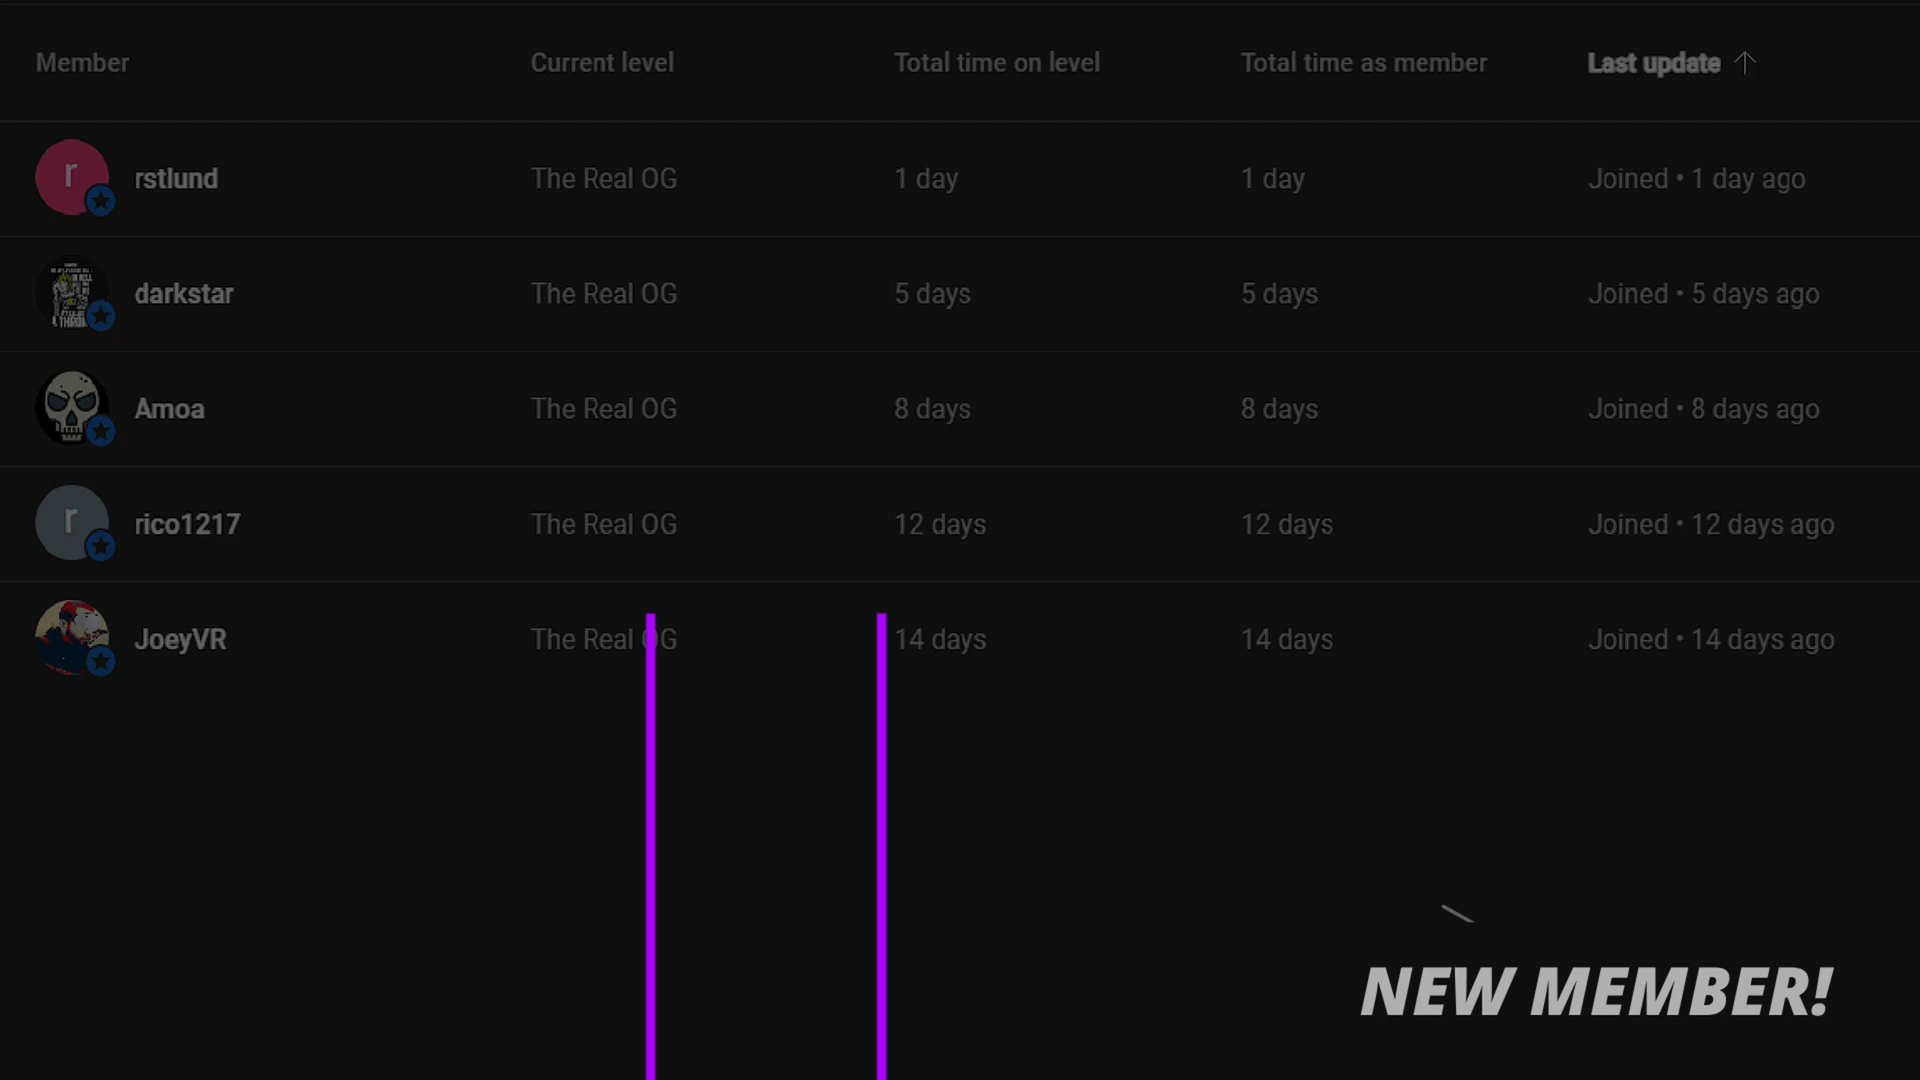 Member Current level Total time on level Total time as member Last update ↑
r rstlund The Real OG 1 day 1 day Joined • 1 day ago
darkstar The Real OG 5 days 5 days Joined • 5 days ago
Amoa The Real OG 8 days 8 days Joined • 8 days ago
r rico1217 The Real OG 12 days 12 days Joined • 12 days ago
JoeyVR The Real OG 14 days 14 days Joined • 14 days ago
NEW MEMBER!